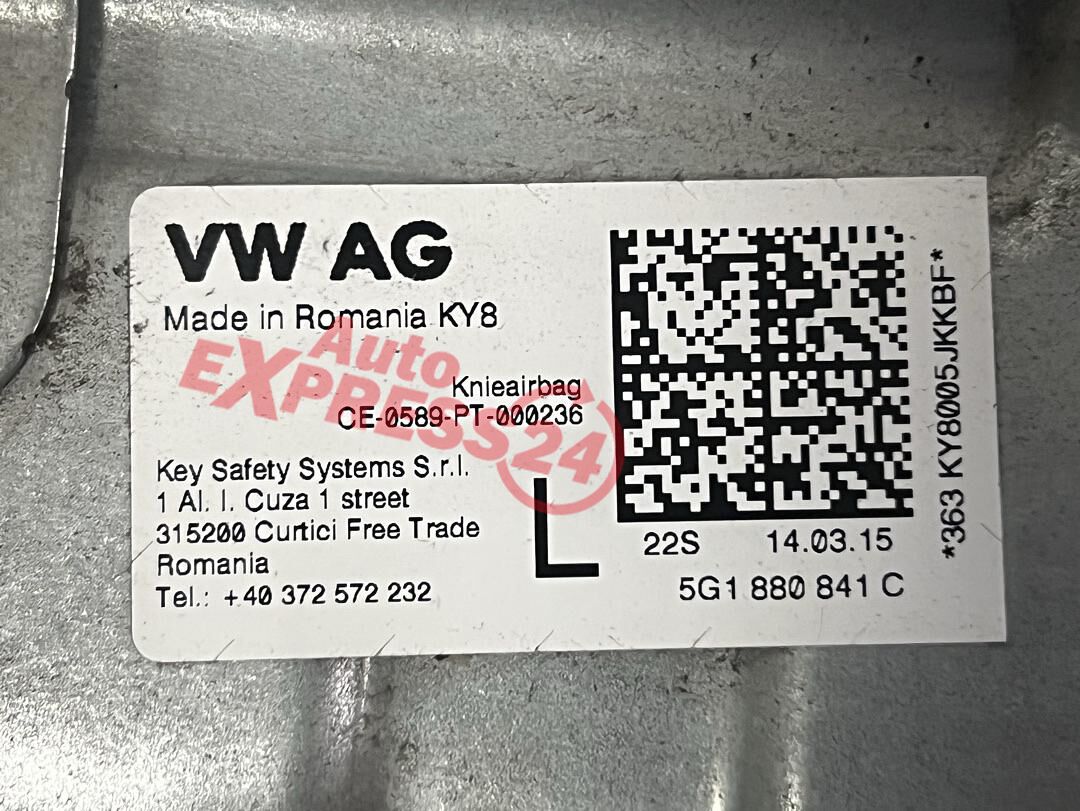 VW AG
Made in Romania KY8
Auto
EXPRESS24
Knieairbag
CE-0589-PT-000236
Key Safety Systems S.r.l.
1 Al. I. Cuza 1 street
315200 Curtici Free Trade
Romania
Tel.: +40 372 572 232
L
22S 14.03.15
5G1 880 841 C
*363 KY80005JKKBF*